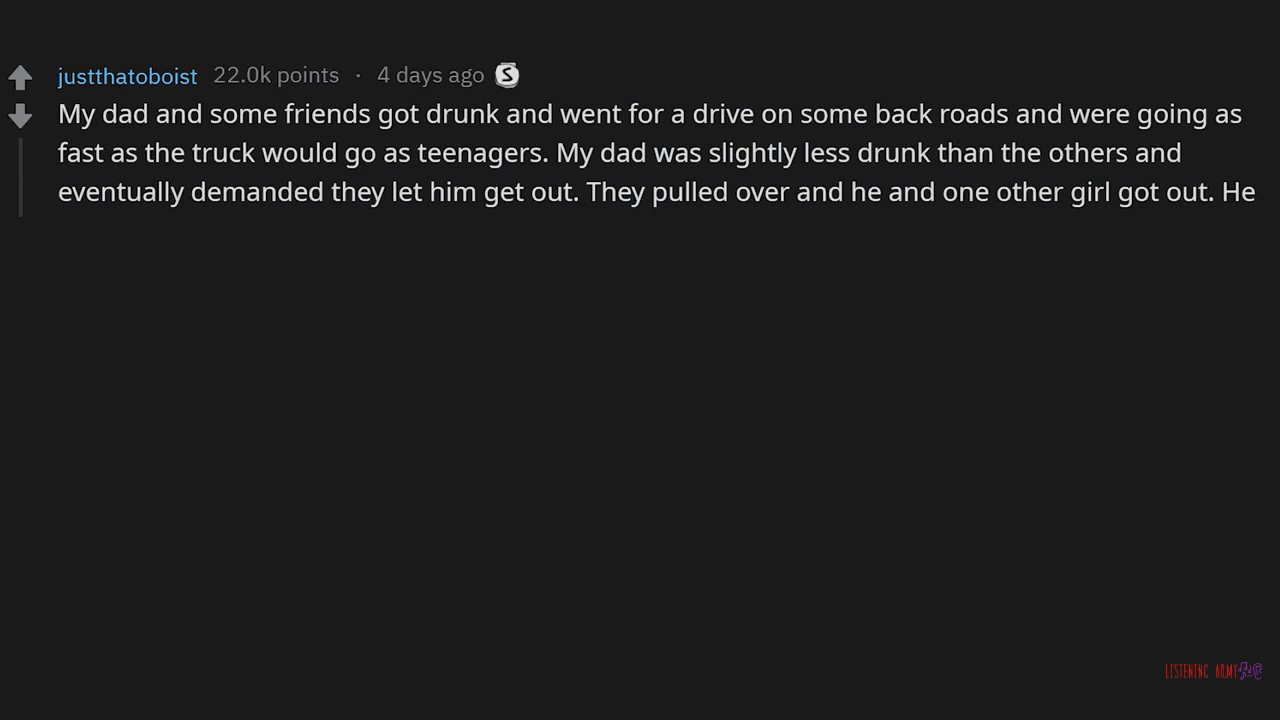 justthatoboist 22.0k points · 4 days ago S
My dad and some friends got drunk and went for a drive on some back roads and were going as
fast as the truck would go as teenagers. My dad was slightly less drunk than the others and
eventually demanded they let him get out. They pulled over and he and one other girl got out. He
LISTENING ARMY